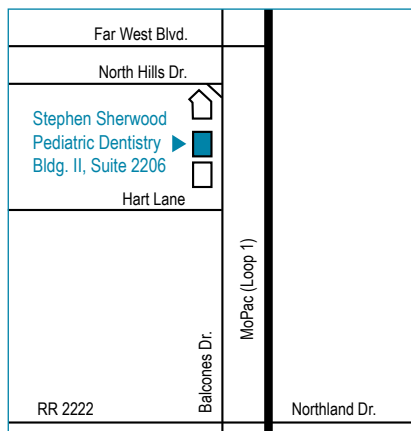 Far West Blvd.
North Hills Dr.
Stephen Sherwood
Pediatric Dentistry
Bldg. II, Suite 2206
Hart Lane
MoPac (Loop 1)
Balcones Dr.
RR 2222
Northland Dr.